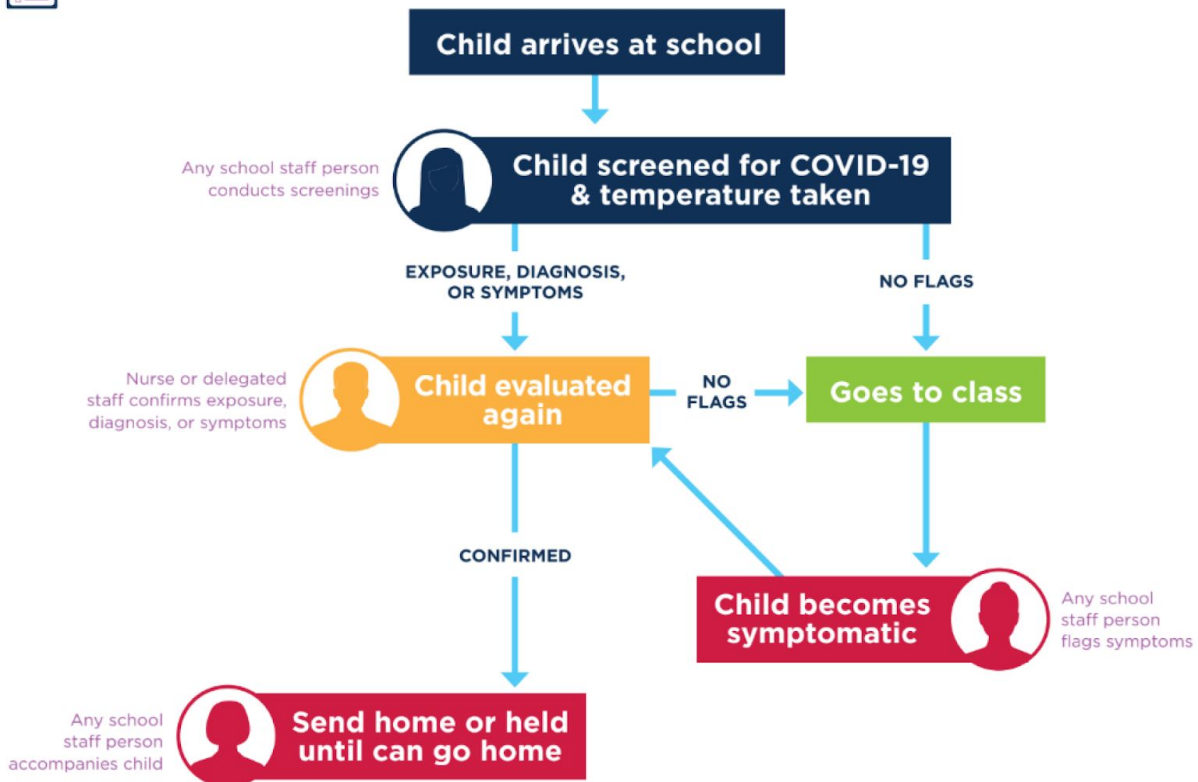 Child arrives at school
Any school staff person
conducts screenings
Child screened for COVID-19
& temperature taken
EXPOSURE, DIAGNOSIS,
OR SYMPTOMS
NO FLAGS
Nurse or delegated
staff confirms exposure,
diagnosis, or symptoms
Child evaluated
again
NO
FLAGS
Goes to class
CONFIRMED
Child becomes
symptomatic
Any school
staff person
flags symptoms
Any school
staff person
accompanies child
Send home or held
until can go home